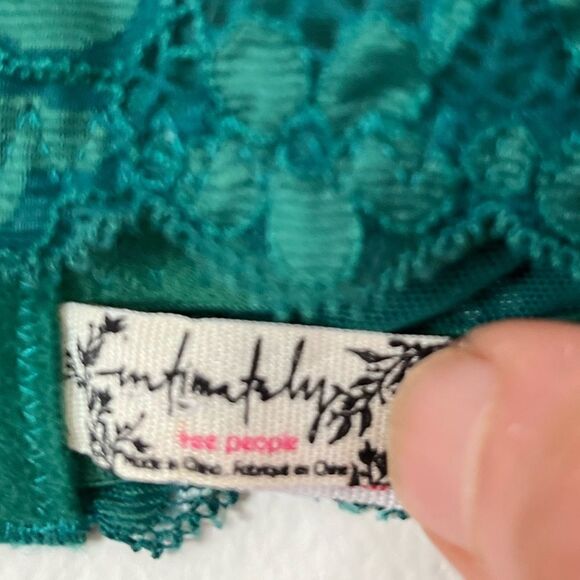 intimately
free people
Made in China. Fabriqué en Chine